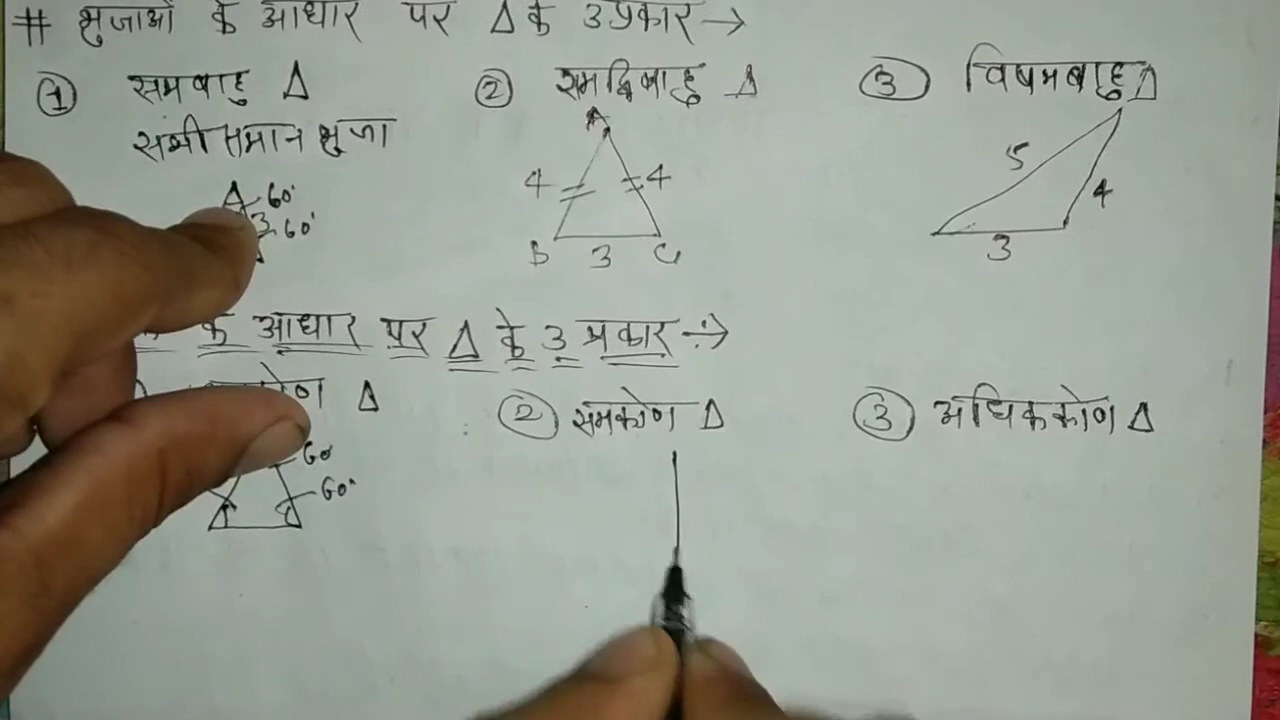 # भुजाओं के आधार पर Δ के 3 प्रकार →
① समबाहु Δ
सभी समान भुजा
A 60°
3 60°
② समद्विबाहु Δ
A
4 4
B 3 C
③ विषमबाहु Δ
5
4
3
के आधार पर Δ के 3 प्रकार ÷→
कोण Δ
60
60°
② समकोण Δ
③ अधिककोण Δ